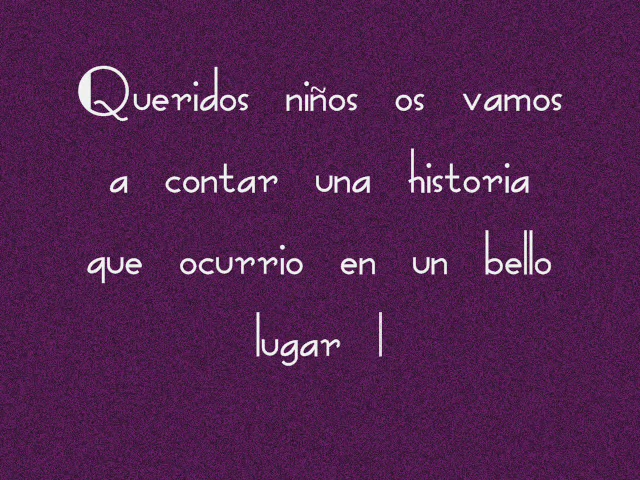 Queridos niños os vamos
a contar una historia
que ocurrio en un bello
lugar l